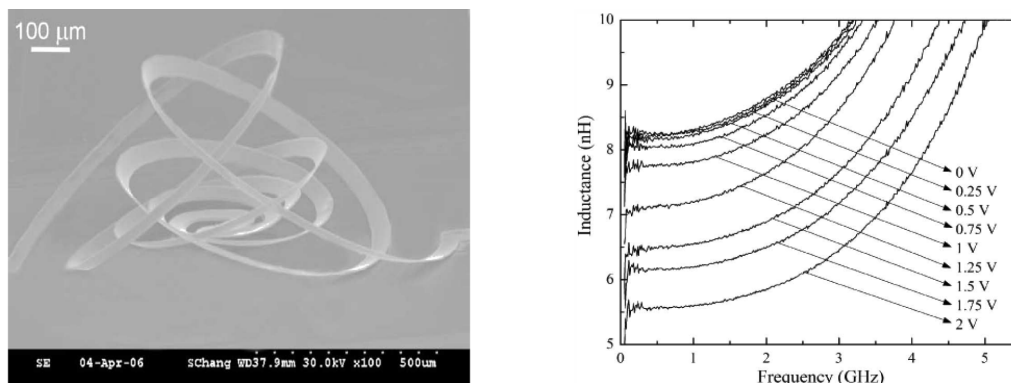 100 μm
SE 04-Apr-06 SChang WD37.9mm 30.0kV x100 500um
10
9
8
7
6
5
Inductance (nH)
0 V
0.25 V
0.5 V
0.75 V
1 V
1.25 V
1.5 V
1.75 V
2 V
0 1 2 3 4 5
Frequency (GHz)